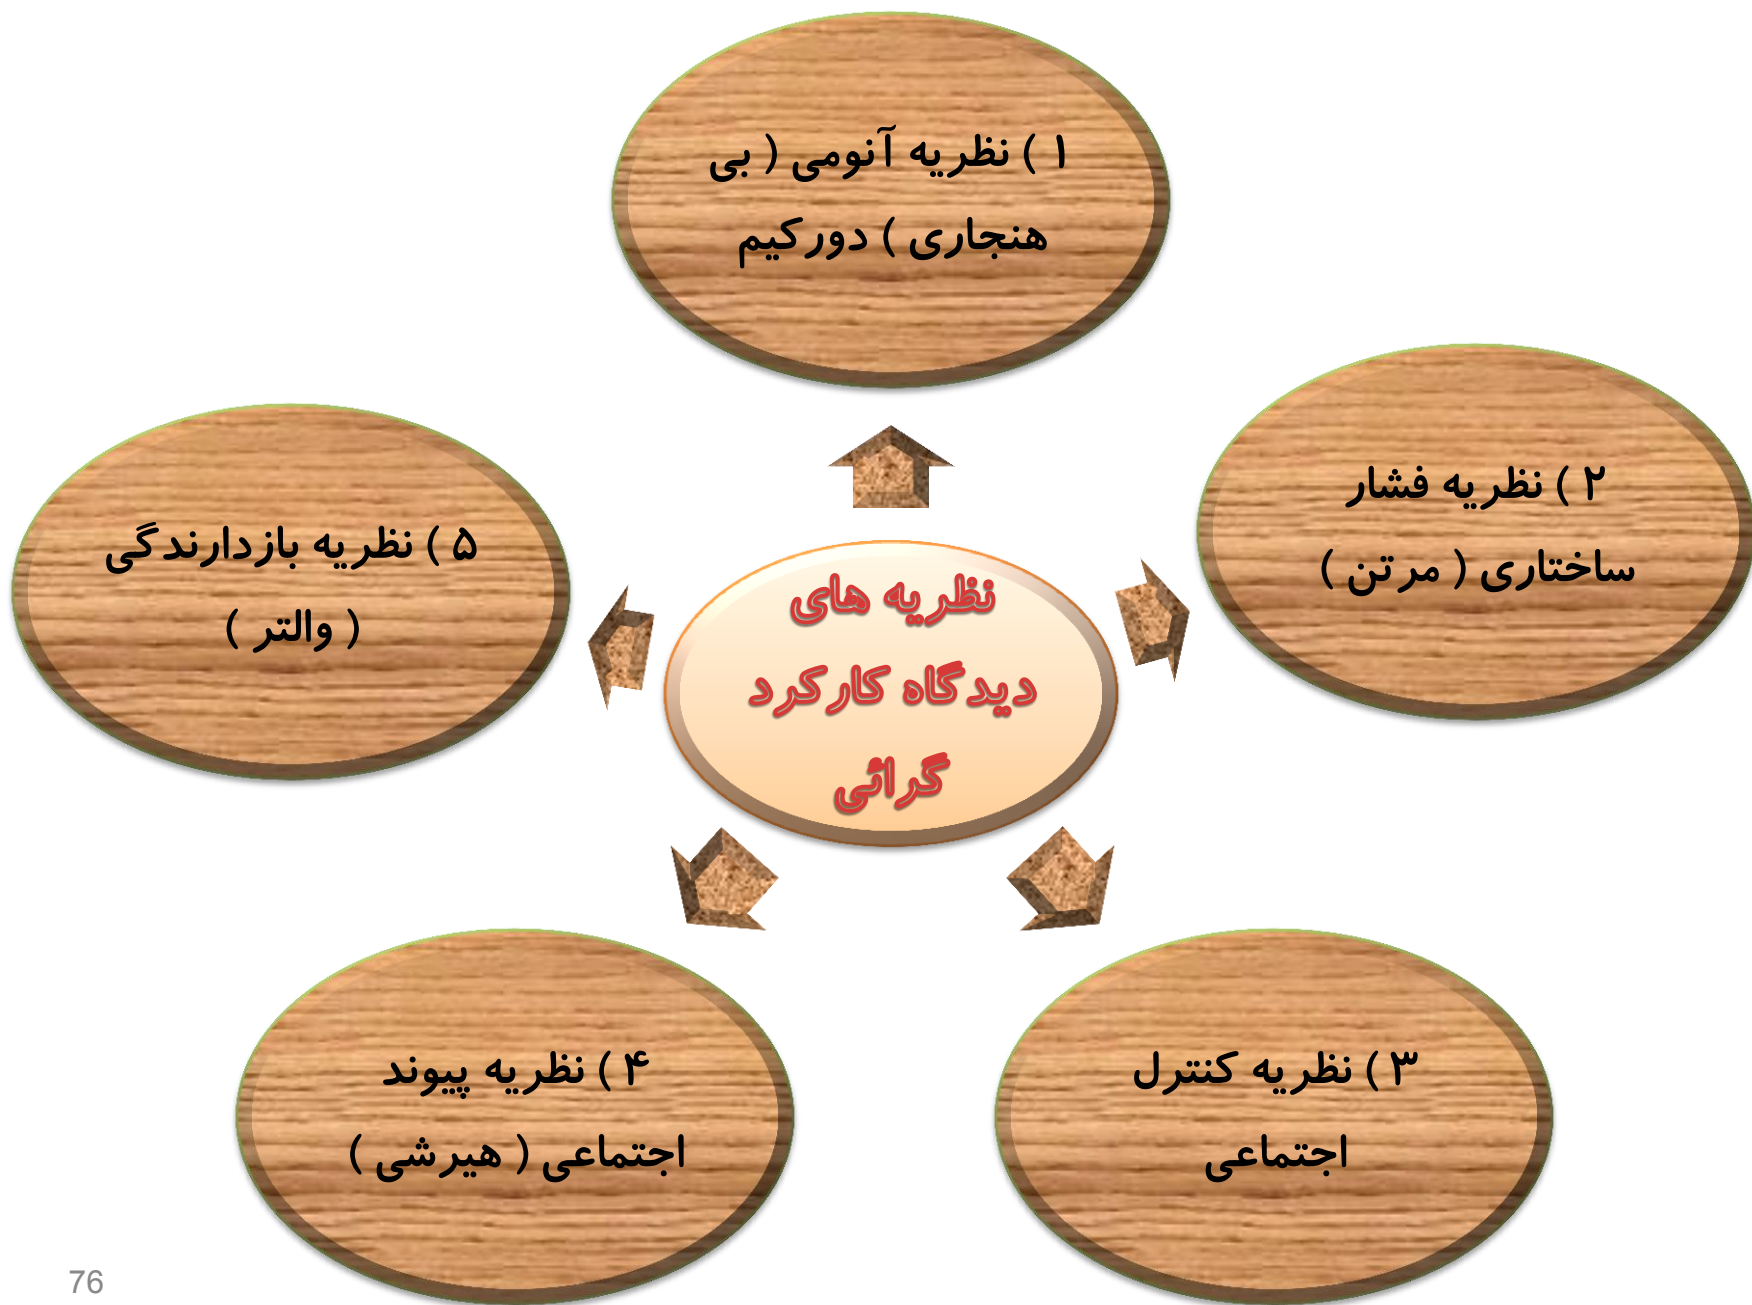 ۱ ) نظریه آنومی ( بی
هنجاری ) دورکیم
۲ ) نظریه فشار
ساختاری ( مرتن )
۵ ) نظریه بازدارندگی
( والتر )
نظریه های
دیدگاه کارکرد
گرائی
۴ ) نظریه پیوند
اجتماعی ( هیرشی )
۳ ) نظریه کنترل
اجتماعی
76